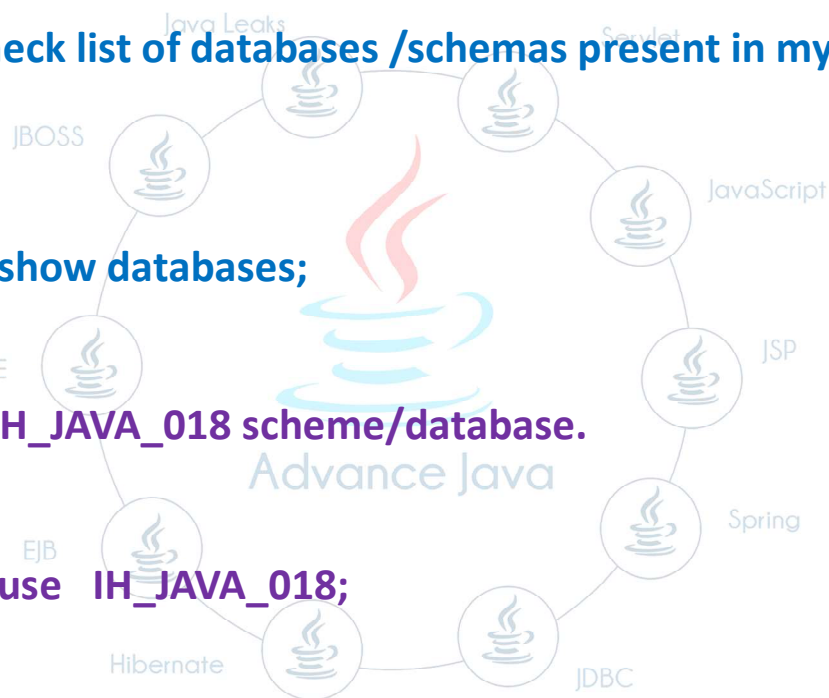 Java Leaks
Servlet
eck list of databases /schemas present in my
JBOSS
JavaScript
show databases;
JSP
E
H_JAVA_018 scheme/database.
Advance Java
Spring
EJB
use IH_JAVA_018;
Hibernate
JDBC